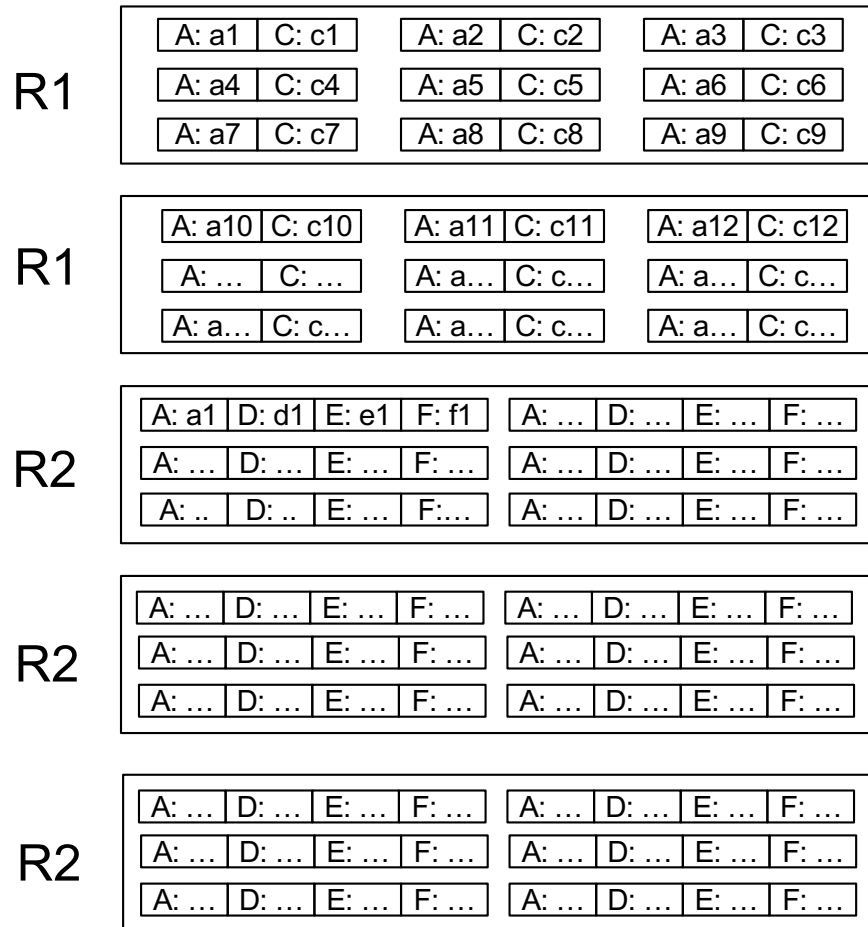 R1
A: a1 C: c1 A: a2 C: c2 A: a3 C: c3
A: a4 C: c4 A: a5 C: c5 A: a6 C: c6
A: a7 C: c7 A: a8 C: c8 A: a9 C: c9
R1
A: a10 C: c10 A: a11 C: c11 A: a12 C: c12
A: … C: … A: a… C: c… A: a… C: c…
A: a… C: c… A: a… C: c… A: a… C: c…
R2
A: a1 D: d1 E: e1 F: f1 A: … D: … E: … F: …
A: … D: … E: … F: … A: … D: … E: … F: …
A: .. D: .. E: … F:… A: … D: … E: … F: …
R2
A: … D: … E: … F: … A: … D: … E: … F: …
A: … D: … E: … F: … A: … D: … E: … F: …
A: … D: … E: … F: … A: … D: … E: … F: …
R2
A: … D: … E: … F: … A: … D: … E: … F: …
A: … D: … E: … F: … A: … D: … E: … F: …
A: … D: … E: … F: … A: … D: … E: … F: …